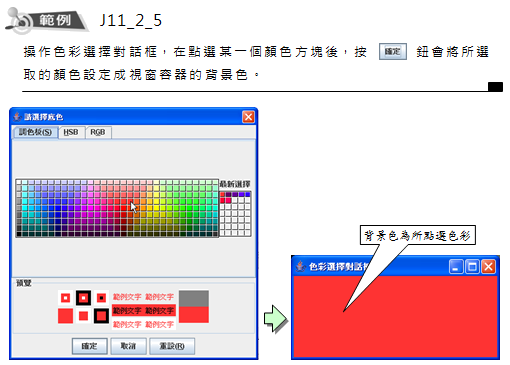 範例 J11_2_5
操作色彩選擇對話框，在點選某一個顏色方塊後，按 確定 鈕會將所選
取的顏色設定成視窗容器的背景色。
請選擇底色
調色板(S) HSB RGB
最新選擇
預覽
範例文字 範例文字
範例文字 範例文字
範例文字 範例文字
確定 取消 重設(R)
背景色為所點選色彩
色彩選擇對話